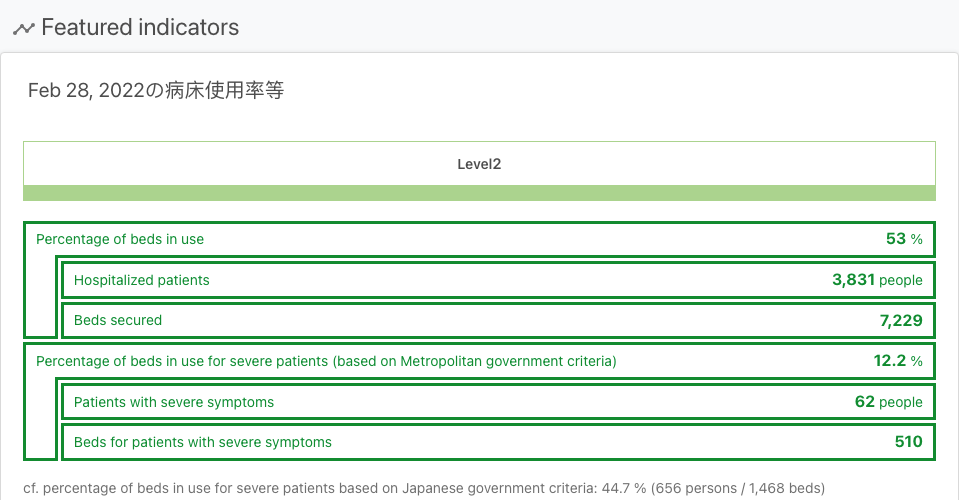 Featured indicators
Feb 28, 2022の病床使用率等
Level2
Percentage of beds in use 53 %
Hospitalized patients 3,831 people
Beds secured 7,229
Percentage of beds in use for severe patients (based on Metropolitan government criteria) 12.2 %
Patients with severe symptoms 62 people
Beds for patients with severe symptoms 510
cf. percentage of beds in use for severe patients based on Japanese government criteria: 44.7 % (656 persons / 1,468 beds)